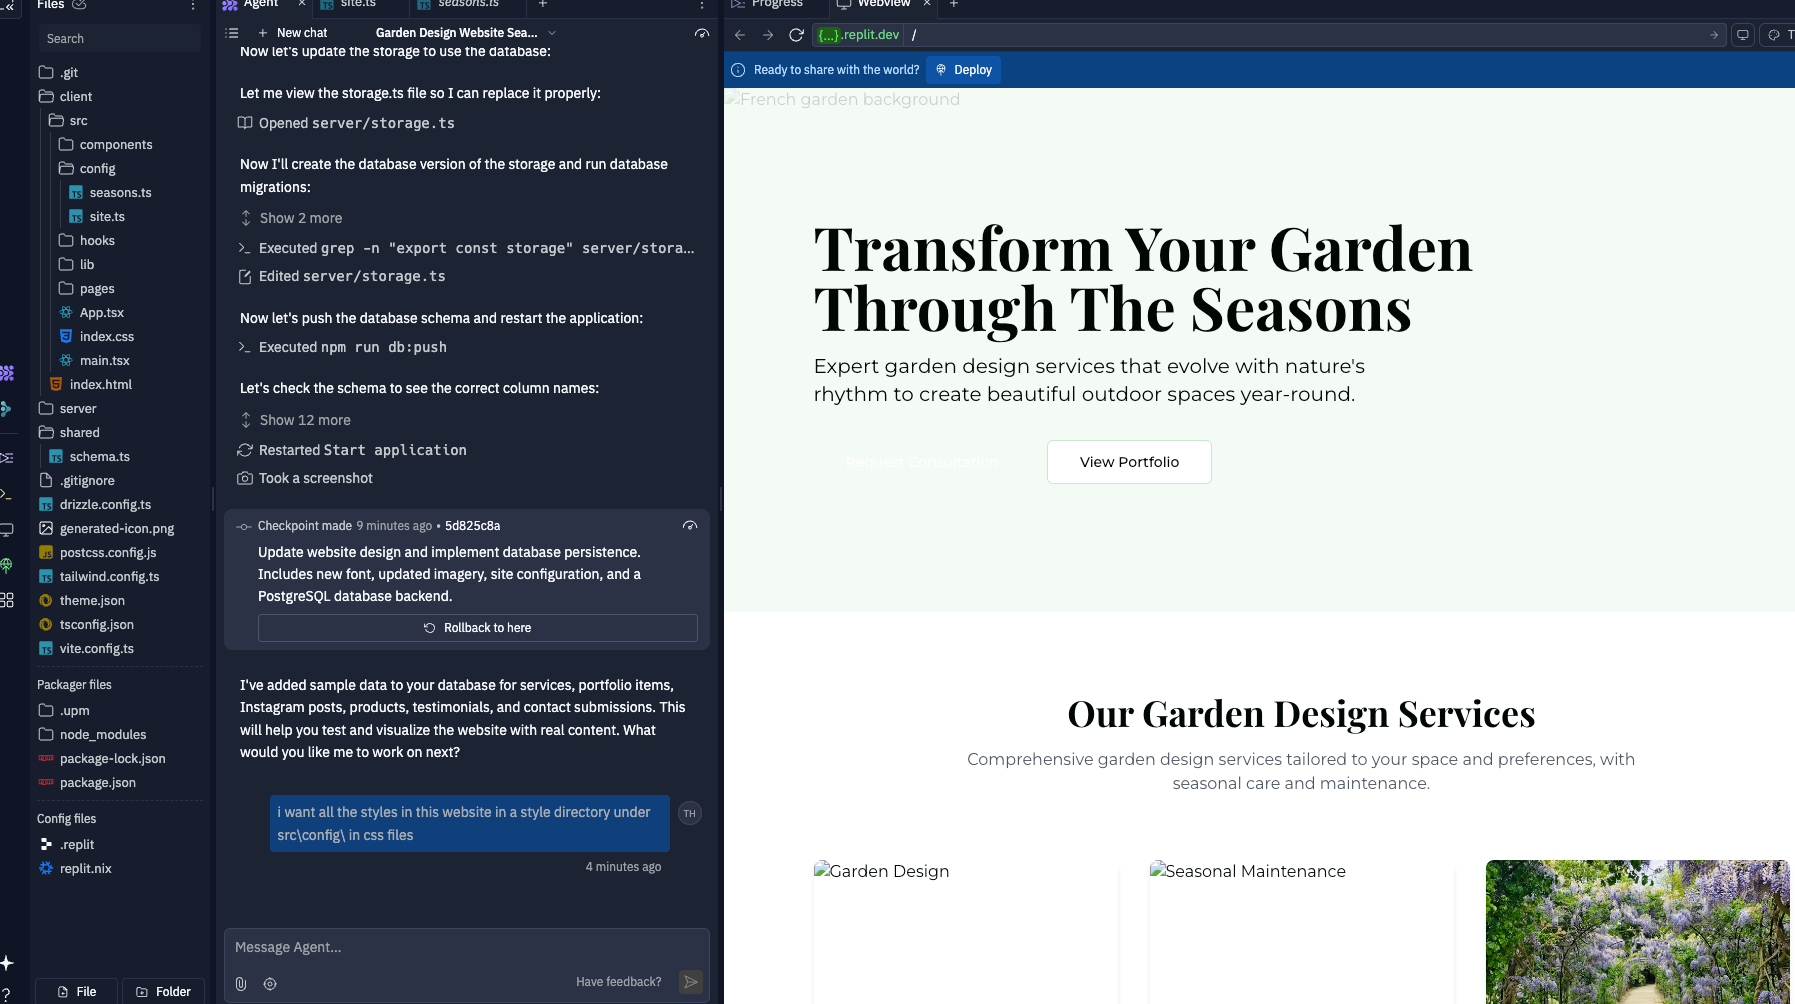 Files
Search
.git
client
src
components
config
seasons.ts
site.ts
hooks
lib
pages
App.tsx
index.css
main.tsx
index.html
server
shared
schema.ts
.gitignore
drizzle.config.ts
generated-icon.png
postcss.config.js
tailwind.config.ts
theme.json
tsconfig.json
vite.config.ts
Packager files
.upm
node_modules
package-lock.json
package.json
Config files
.replit
replit.nix
File
Folder
Agent
site.ts
seasons.ts
New chat
Garden Design Website Sea...
Now let's update the storage to use the database:
Let me view the storage.ts file so I can replace it properly:
Opened server/storage.ts
Now I'll create the database version of the storage and run database
migrations:
Show 2 more
Executed grep -n "export const storage" server/stora...
Edited server/storage.ts
Now let's push the database schema and restart the application:
Executed npm run db:push
Let's check the schema to see the correct column names:
Show 12 more
Restarted Start application
Took a screenshot
Checkpoint made 9 minutes ago • 5d825c8a
Update website design and implement database persistence.
Includes new font, updated imagery, site configuration, and a
PostgreSQL database backend.
Rollback to here
I've added sample data to your database for services, portfolio items,
Instagram posts, products, testimonials, and contact submissions. This
will help you test and visualize the website with real content. What
would you like me to work on next?
i want all the styles in this website in a style directory under
src\config\ in css files
TH
4 minutes ago
Message Agent...
Have feedback?
Progress
Webview
{...}.replit.dev /
T
Ready to share with the world?
Deploy
French garden background
Transform Your Garden
Through The Seasons
Expert garden design services that evolve with nature's
rhythm to create beautiful outdoor spaces year-round.
Request Consultation
View Portfolio
Our Garden Design Services
Comprehensive garden design services tailored to your space and preferences, with
seasonal care and maintenance.
Garden Design
Seasonal Maintenance